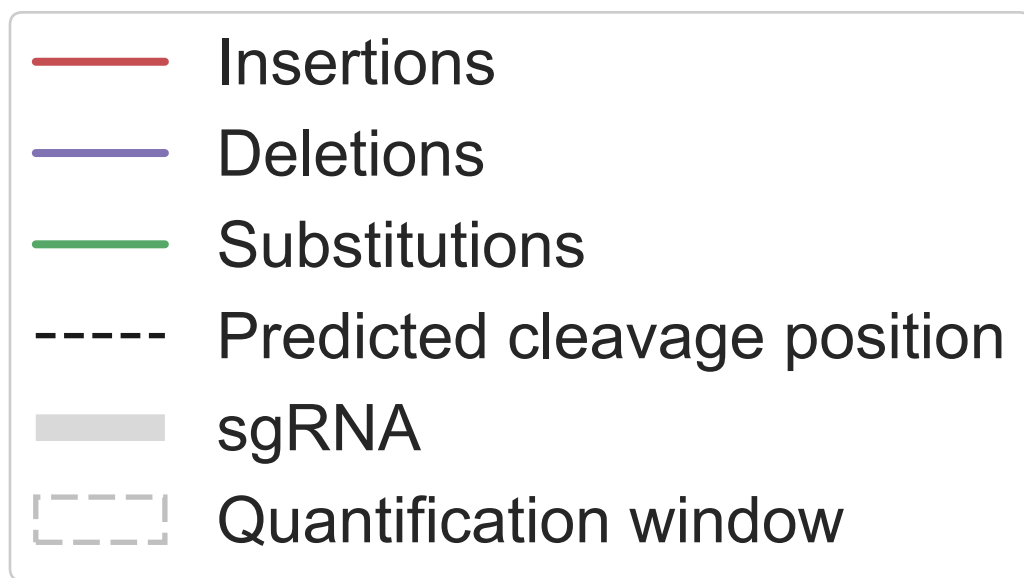 Insertions
Deletions
Substitutions
Predicted cleavage position
sgRNA
Quantification window